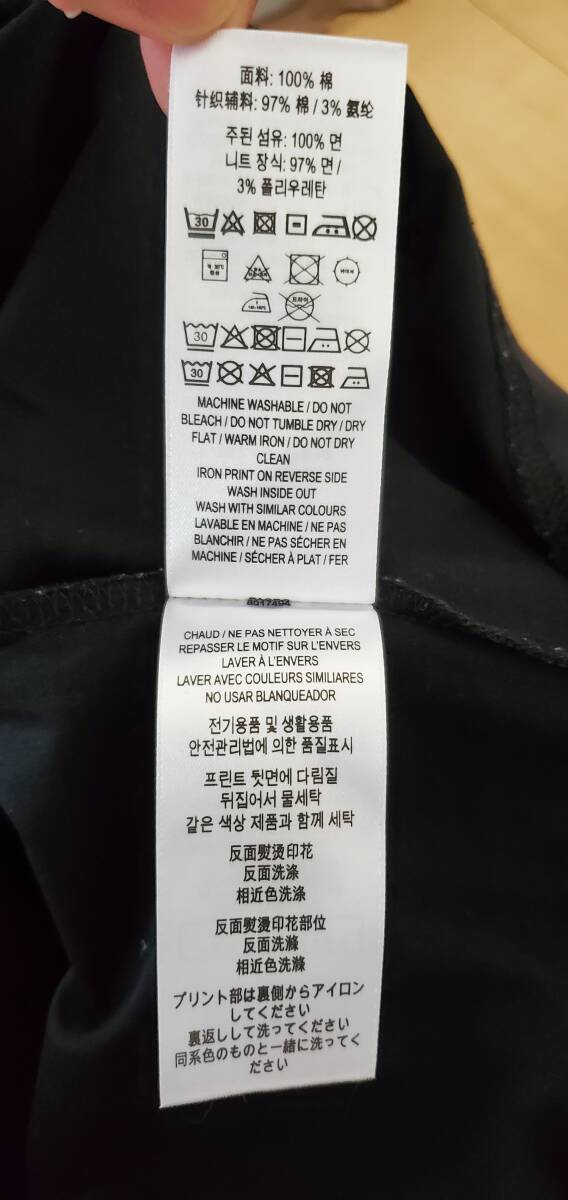 面料: 100% 棉
针织辅料: 97% 棉 / 3% 氨纶
주된 섬유: 100% 면
니트 장식: 97% 면 /
3% 폴리우레탄
30
30
30
MACHINE WASHABLE / DO NOT
BLEACH / DO NOT TUMBLE DRY / DRY
FLAT / WARM IRON / DO NOT DRY
CLEAN
IRON PRINT ON REVERSE SIDE
WASH INSIDE OUT
WASH WITH SIMILAR COLOURS
LAVABLE EN MACHINE / NE PAS
BLANCHIR / NE PAS SÉCHER EN
MACHINE / SÉCHER À PLAT / FER
CHAUD / NE PAS NETTOYER À SEC
REPASSER LE MOTIF SUR L'ENVERS
LAVER À L'ENVERS
LAVER AVEC COULEURS SIMILIARES
NO USAR BLANQUEADOR
전기용품 및 생활용품
안전관리법에 의한 품질표시
프린트 뒷면에 다림질
뒤집어서 물세탁
같은 색상 제품과 함께 세탁
反面熨烫印花
反面洗涤
相近色洗涤
反面熨燙印花部位
反面洗滌
相近色洗滌
プリント部は裏側からアイロン
してください
裏返しして洗ってください
同系色のものと一緒に洗ってく
ださい